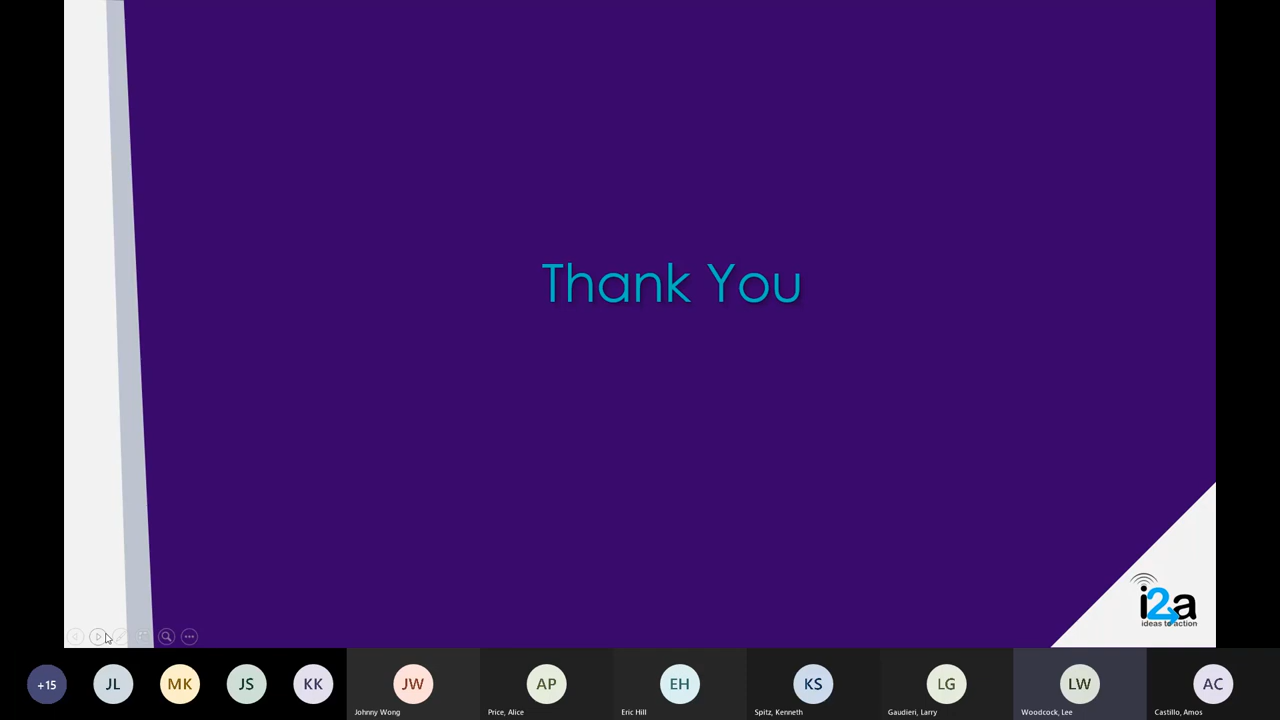 Thank You
i2a
ideas to action
+15
JL
MK
JS
KK
JW
AP
EH
KS
LG
LW
AC
Johnny Wong
Price, Alice
Eric Hill
Spitz, Kenneth
Gaudieri, Larry
Woodcock, Lee
Castillo, Amos